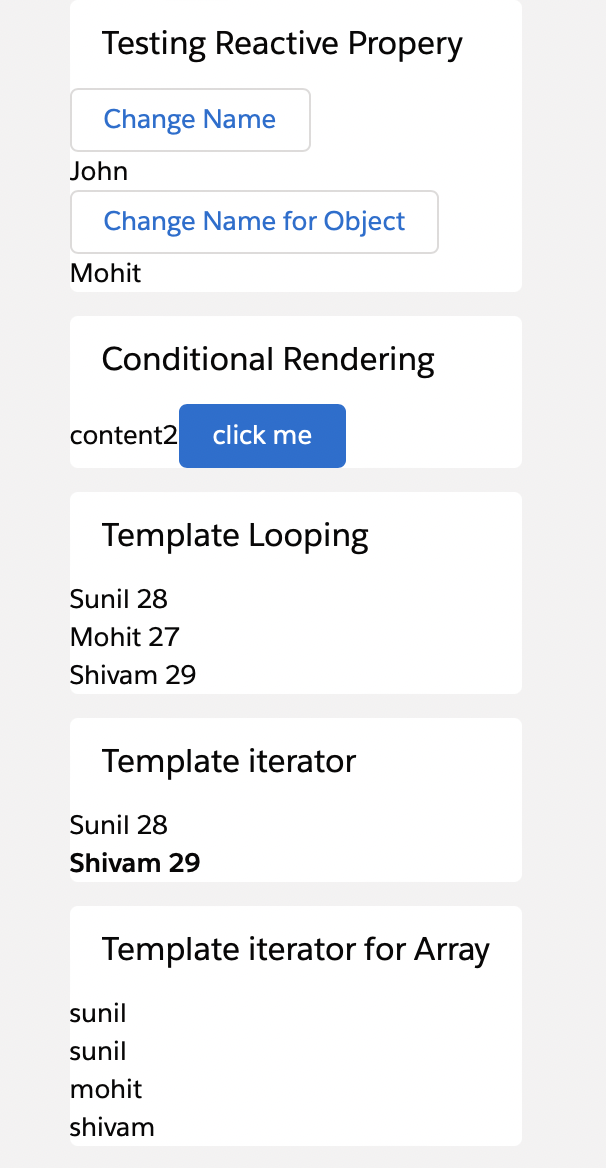 Testing Reactive Propery
Change Name
John
Change Name for Object
Mohit
Conditional Rendering
content2 click me
Template Looping
Sunil 28
Mohit 27
Shivam 29
Template iterator
Sunil 28
Shivam 29
Template iterator for Array
sunil
sunil
mohit
shivam